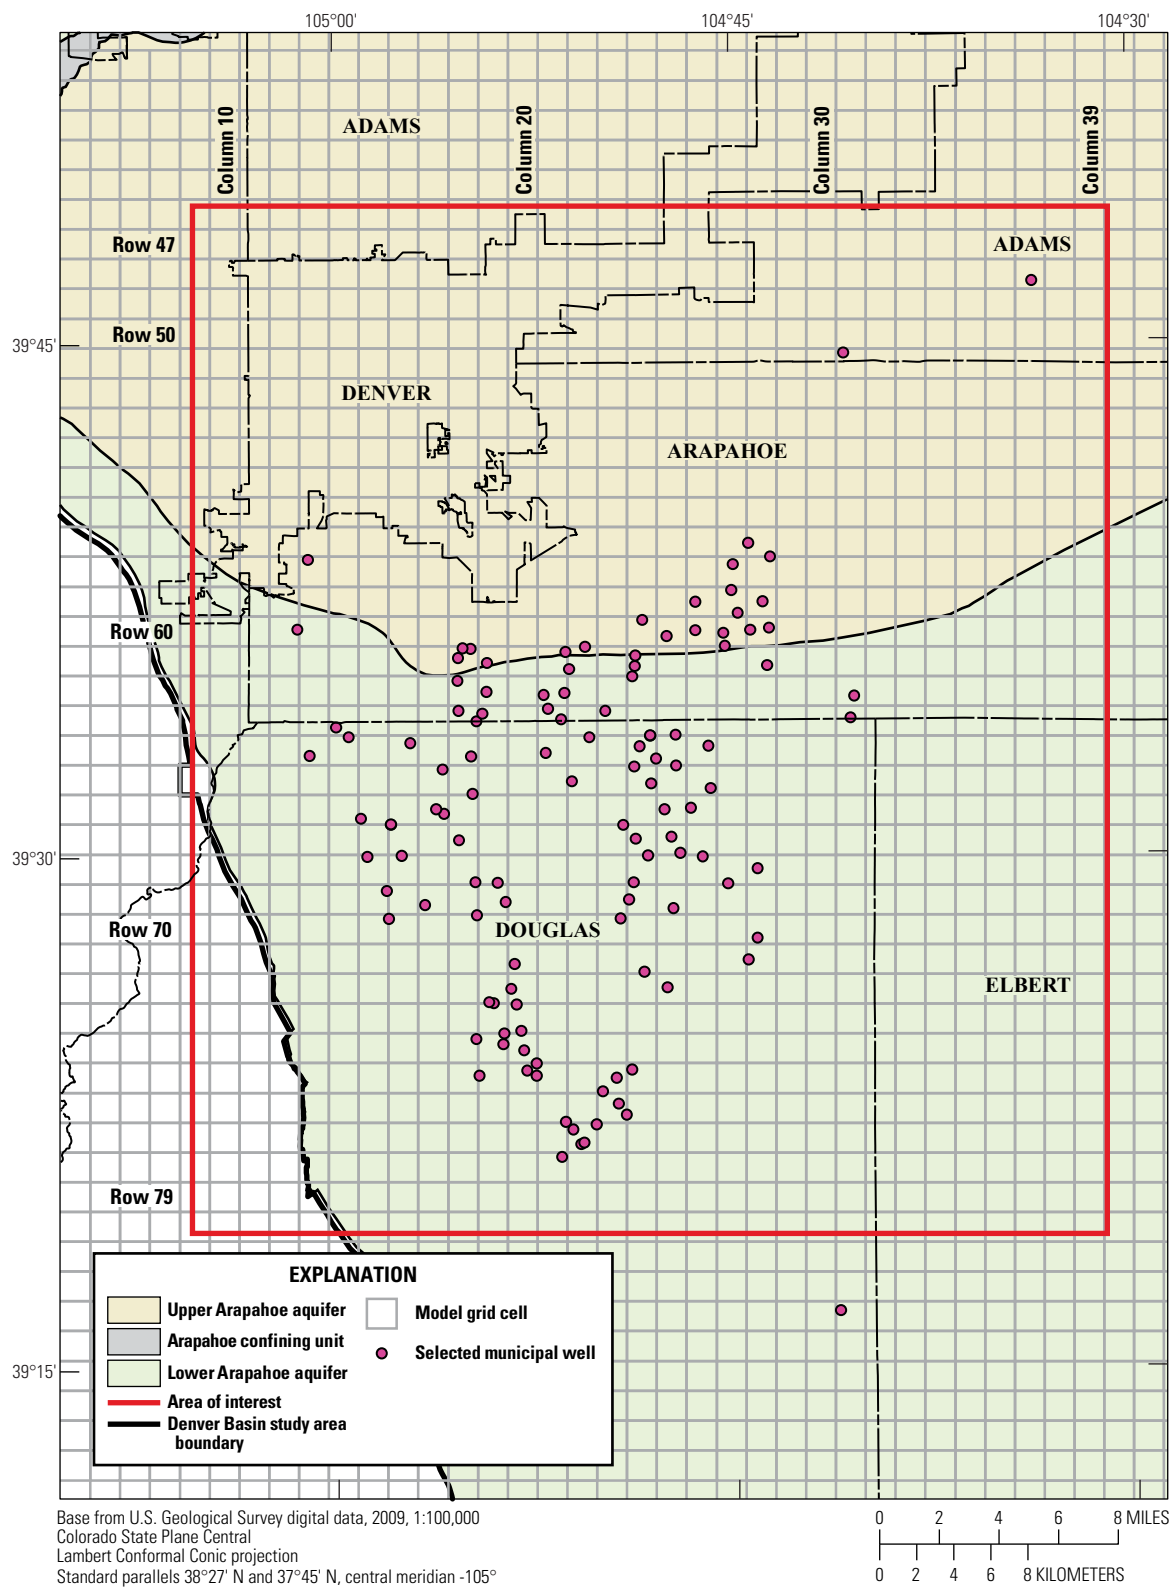 105°00'
104°45'
104°30'
Column 10
ADAMS
Column 20
Column 30
Column 39
Row 47
ADAMS
Row 50
39°45'
DENVER
ARAPAHOE
Row 60
39°30'
Row 70
DOUGLAS
ELBERT
Row 79
EXPLANATION
Upper Arapahoe aquifer
Arapahoe confining unit
Lower Arapahoe aquifer
Area of interest
Denver Basin study area
boundary
Model grid cell
Selected municipal well
39°15'
Base from U.S. Geological Survey digital data, 2009, 1:100,000
Colorado State Plane Central
Lambert Conformal Conic projection
Standard parallels 38°27' N and 37°45' N, central meridian -105°
0 2 4 6 8 MILES
0 2 4 6 8 KILOMETERS